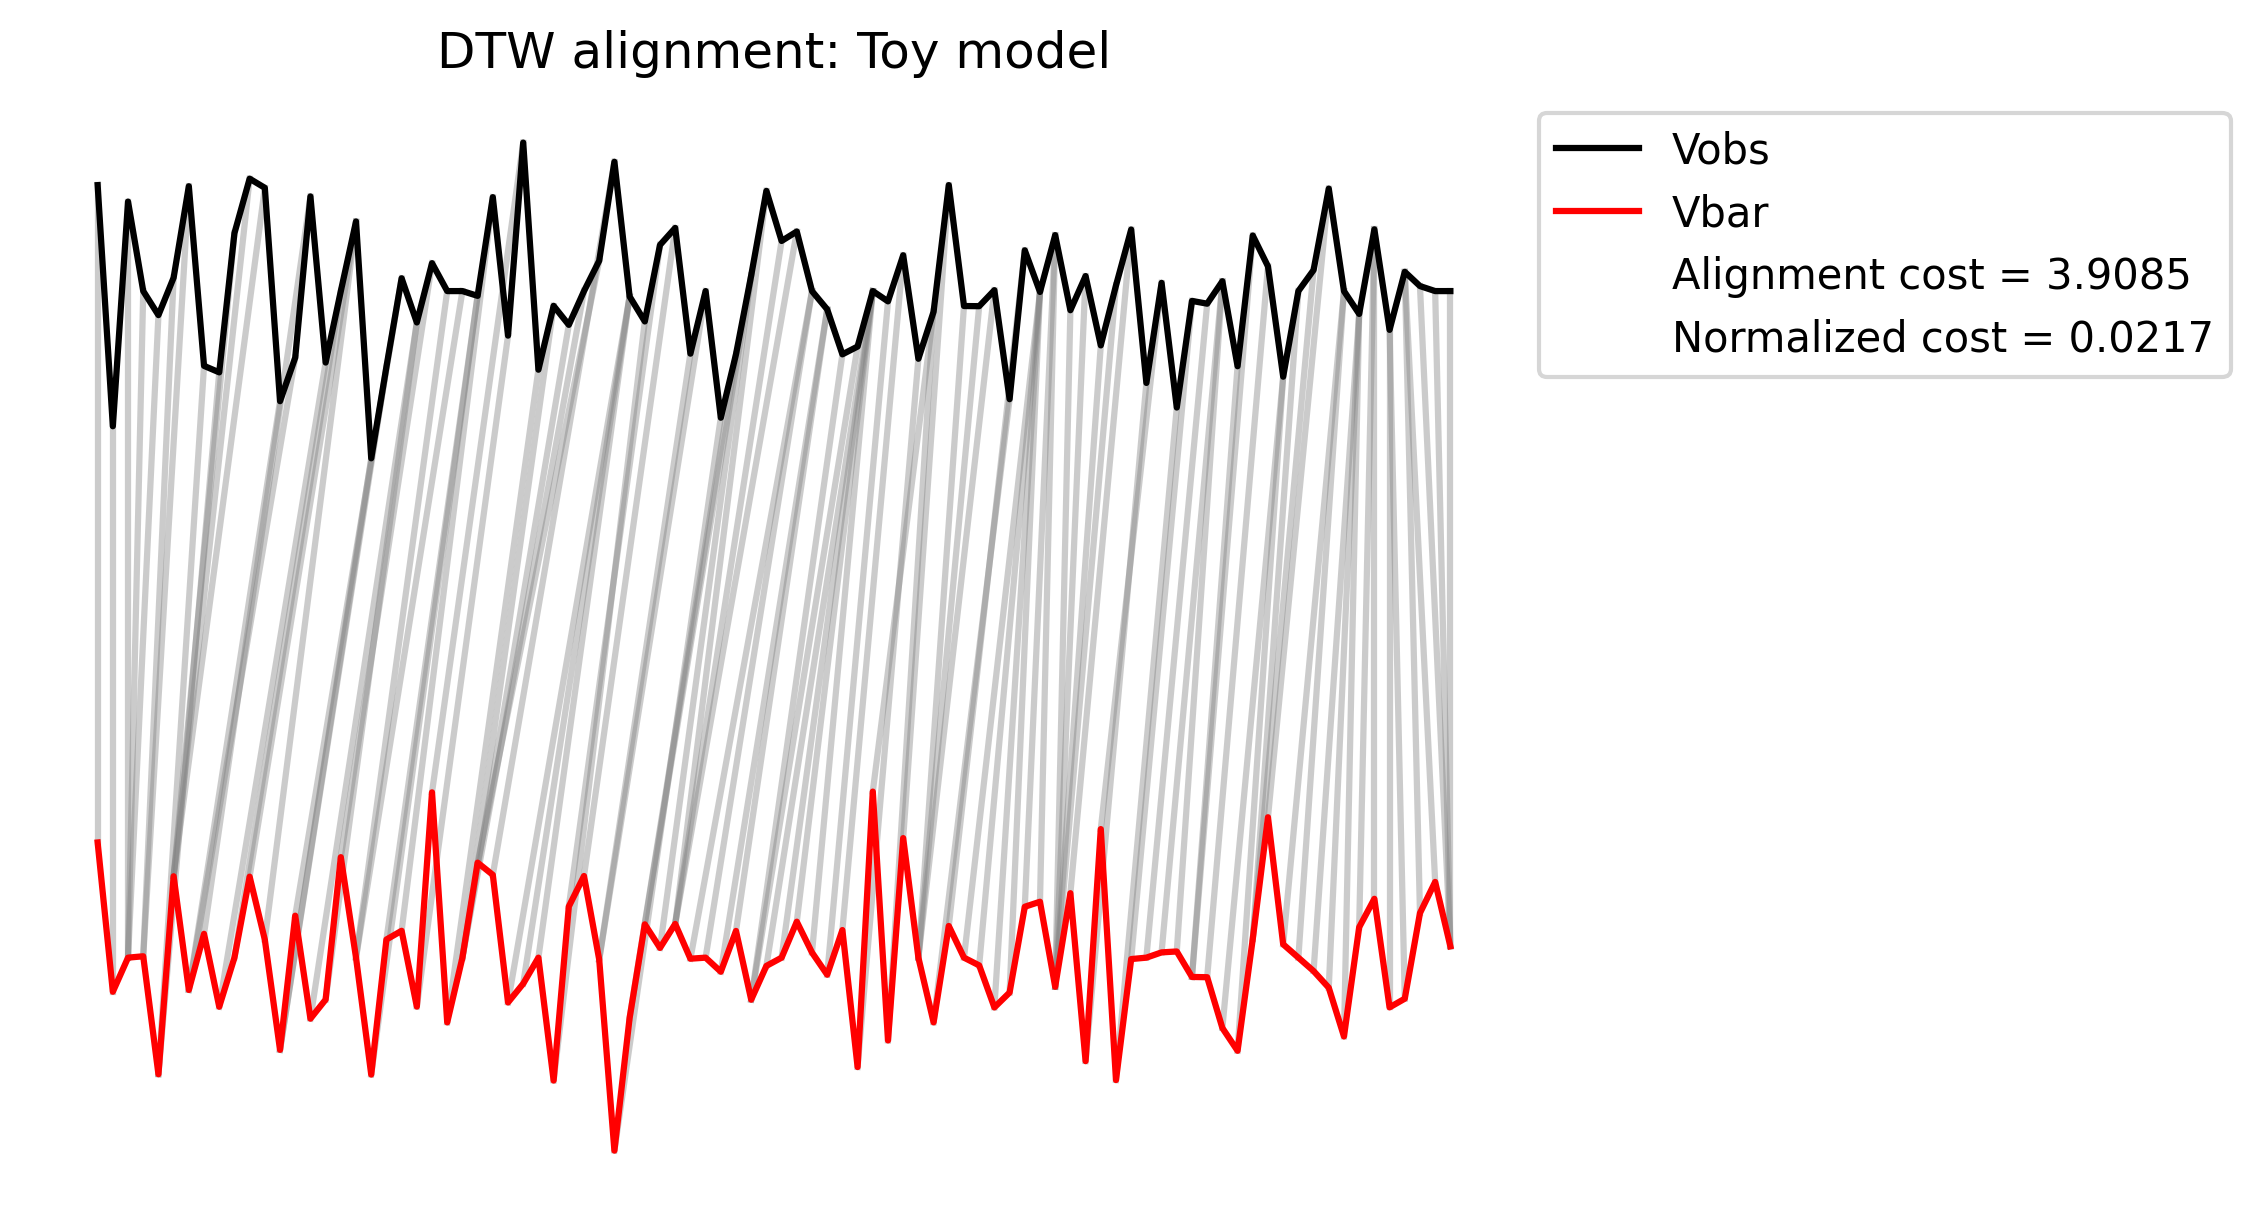 DTW alignment: Toy model
Vobs
Vbar
Alignment cost = 3.9085
Normalized cost = 0.0217